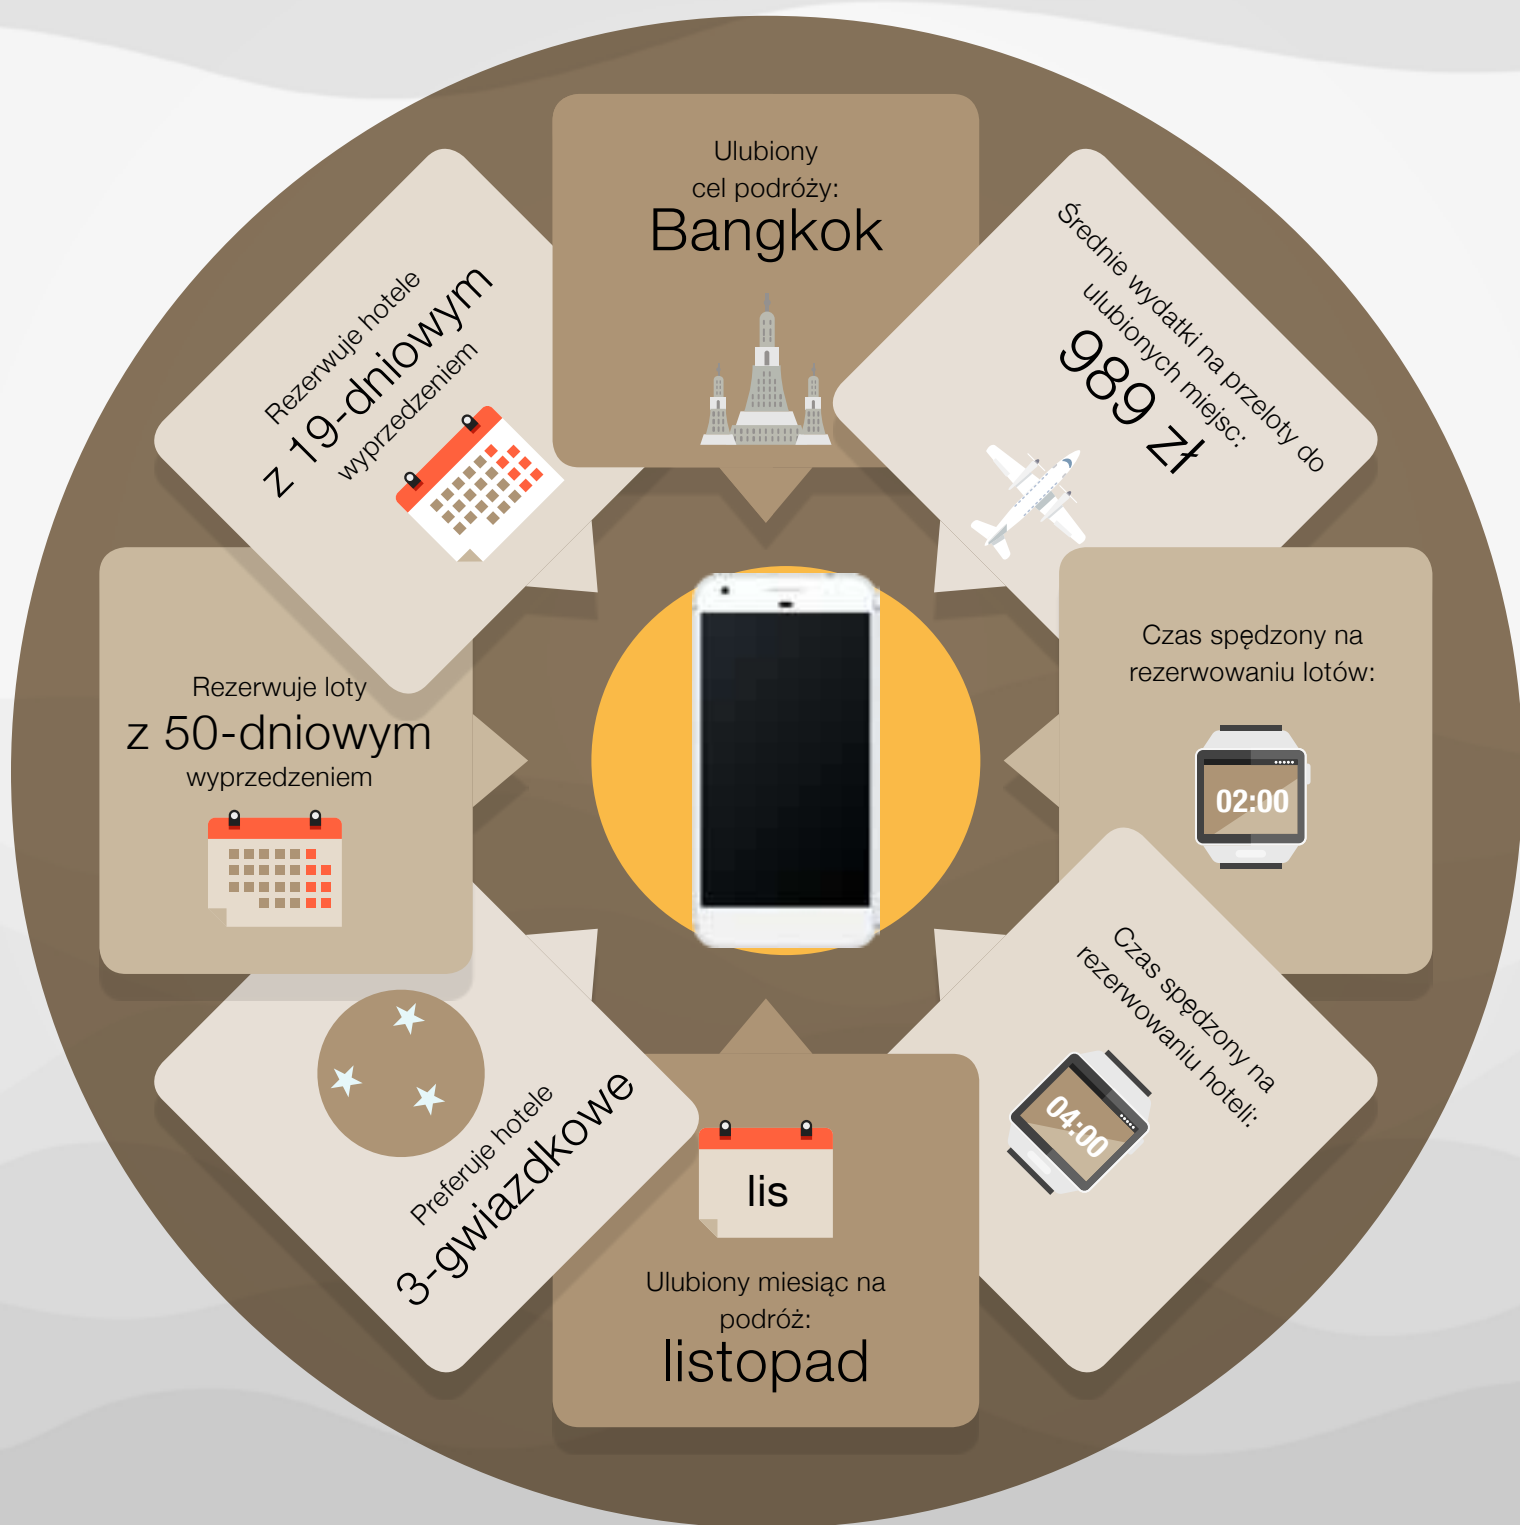 Ulubiony
cel podróży:
Bangkok
Średnie wydatki na przeloty do
ulubionych miejsc:
989 zł
Czas spędzony na
rezerwowaniu lotów:
02:00
Czas spędzony na
rezerwowaniu hoteli:
04:00
lis
Ulubiony miesiąc na
podróż:
listopad
Preferuje hotele
3-gwiazdkowe
Rezerwuje loty
z 50-dniowym
wyprzedzeniem
Rezerwuje hotele
z 19-dniowym
wyprzedzeniem